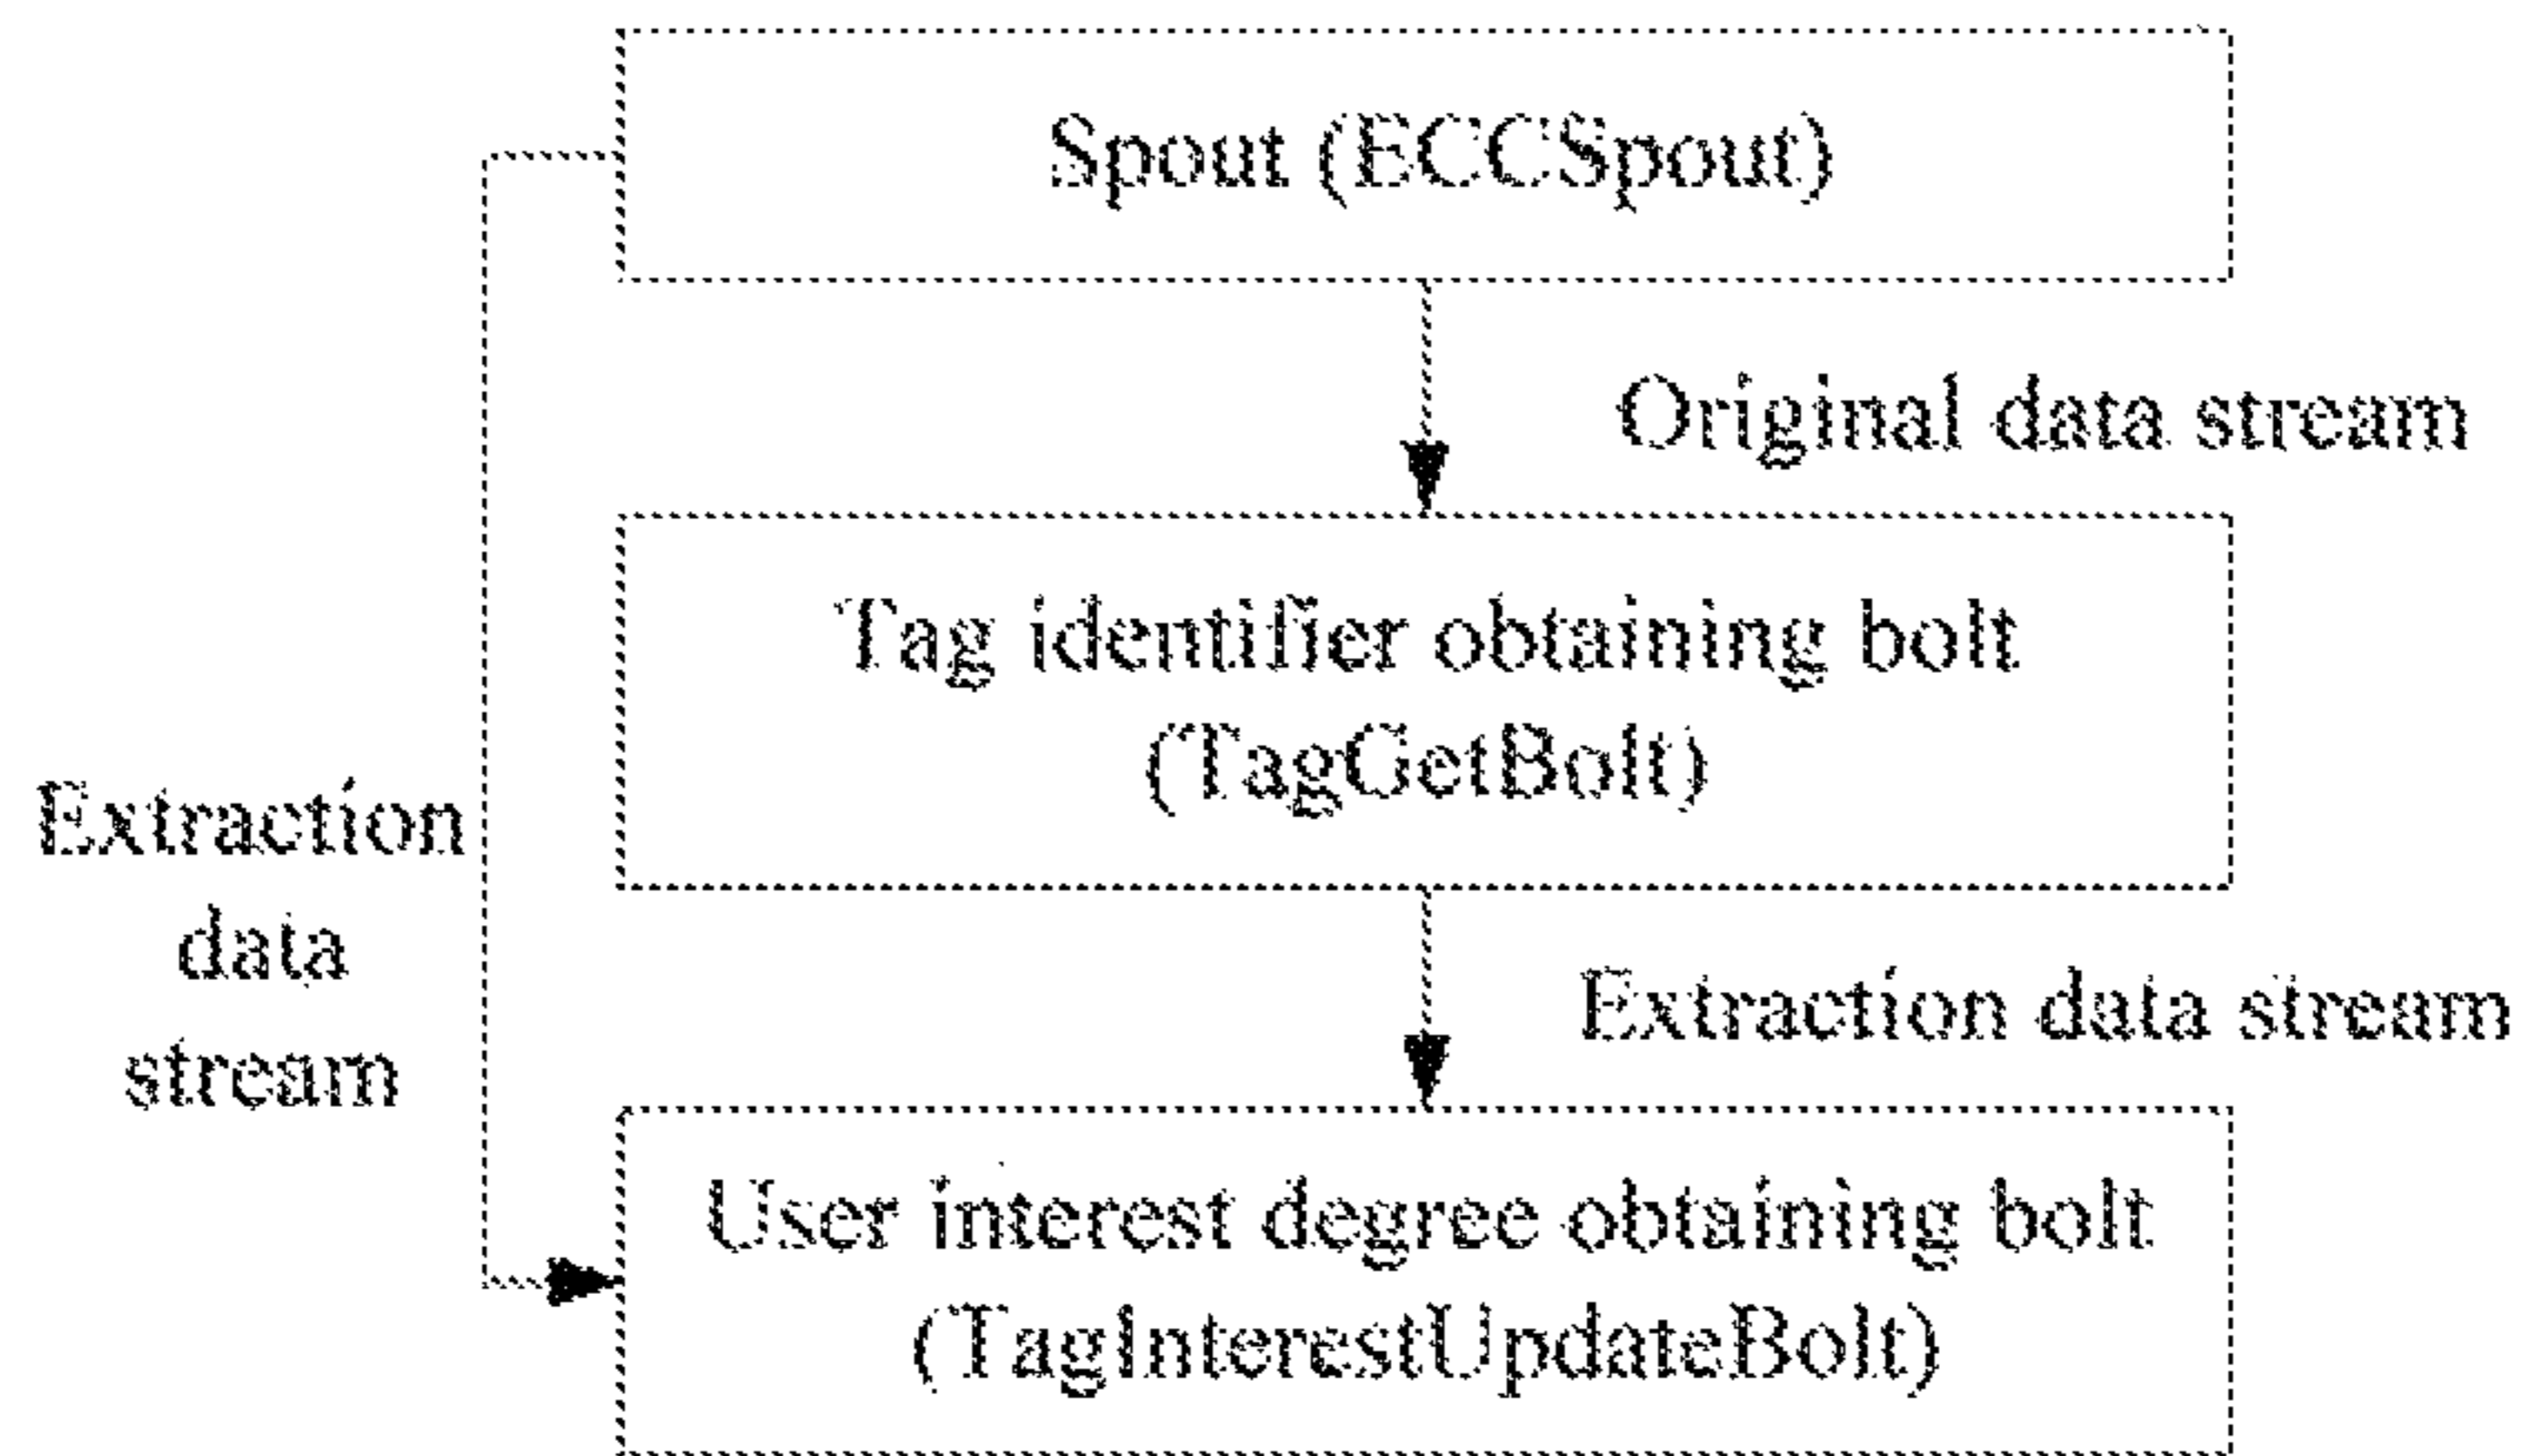 Spout (ECCSpout)
Original data stream
Tag identifier obtaining bolt
(TagGetBolt)
Extraction
data
stream
Extraction data stream
User interest degree obtaining bolt
(TagInterestUpdateBolt)